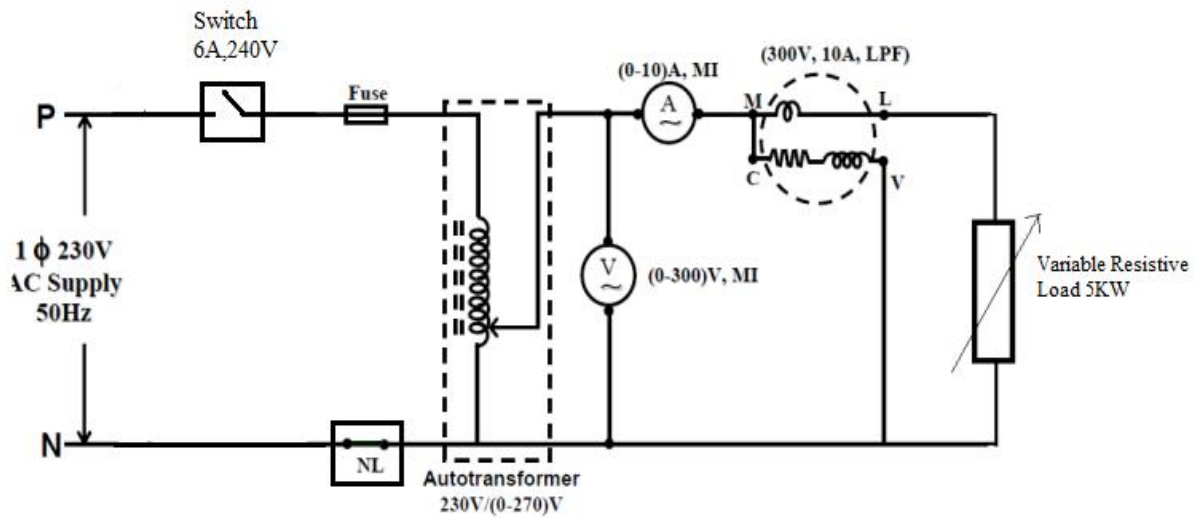 Switch
6A,240V
P
Fuse
(0-10)A, MI
A
(300V, 10A, LPF)
M
L
C
V
1 ϕ 230V
AC Supply
50Hz
V
(0-300)V, MI
Variable Resistive
Load 5KW
N
NL
Autotransformer
230V/(0-270)V